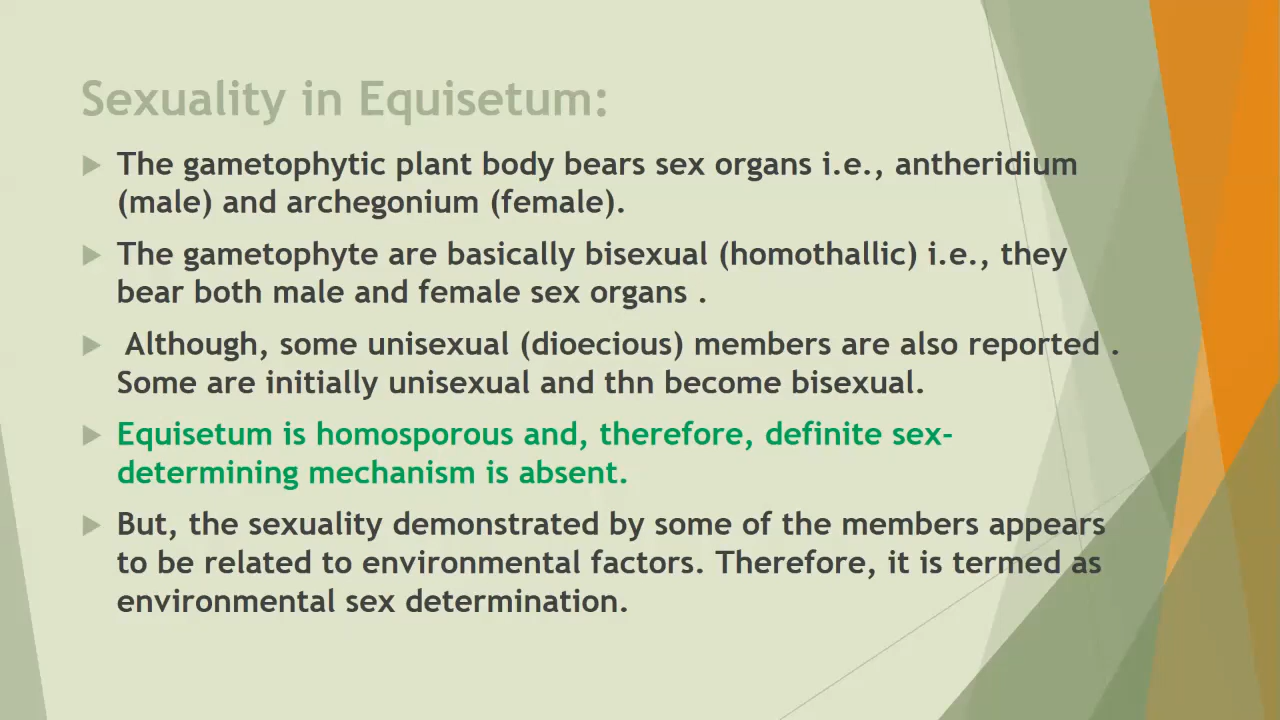 Sexuality in Equisetum:
The gametophytic plant body bears sex organs i.e., antheridium
(male) and archegonium (female).
The gametophyte are basically bisexual (homothallic) i.e., they
bear both male and female sex organs .
Although, some unisexual (dioecious) members are also reported .
Some are initially unisexual and thn become bisexual.
Equisetum is homosporous and, therefore, definite sex-
determining mechanism is absent.
But, the sexuality demonstrated by some of the members appears
to be related to environmental factors. Therefore, it is termed as
environmental sex determination.